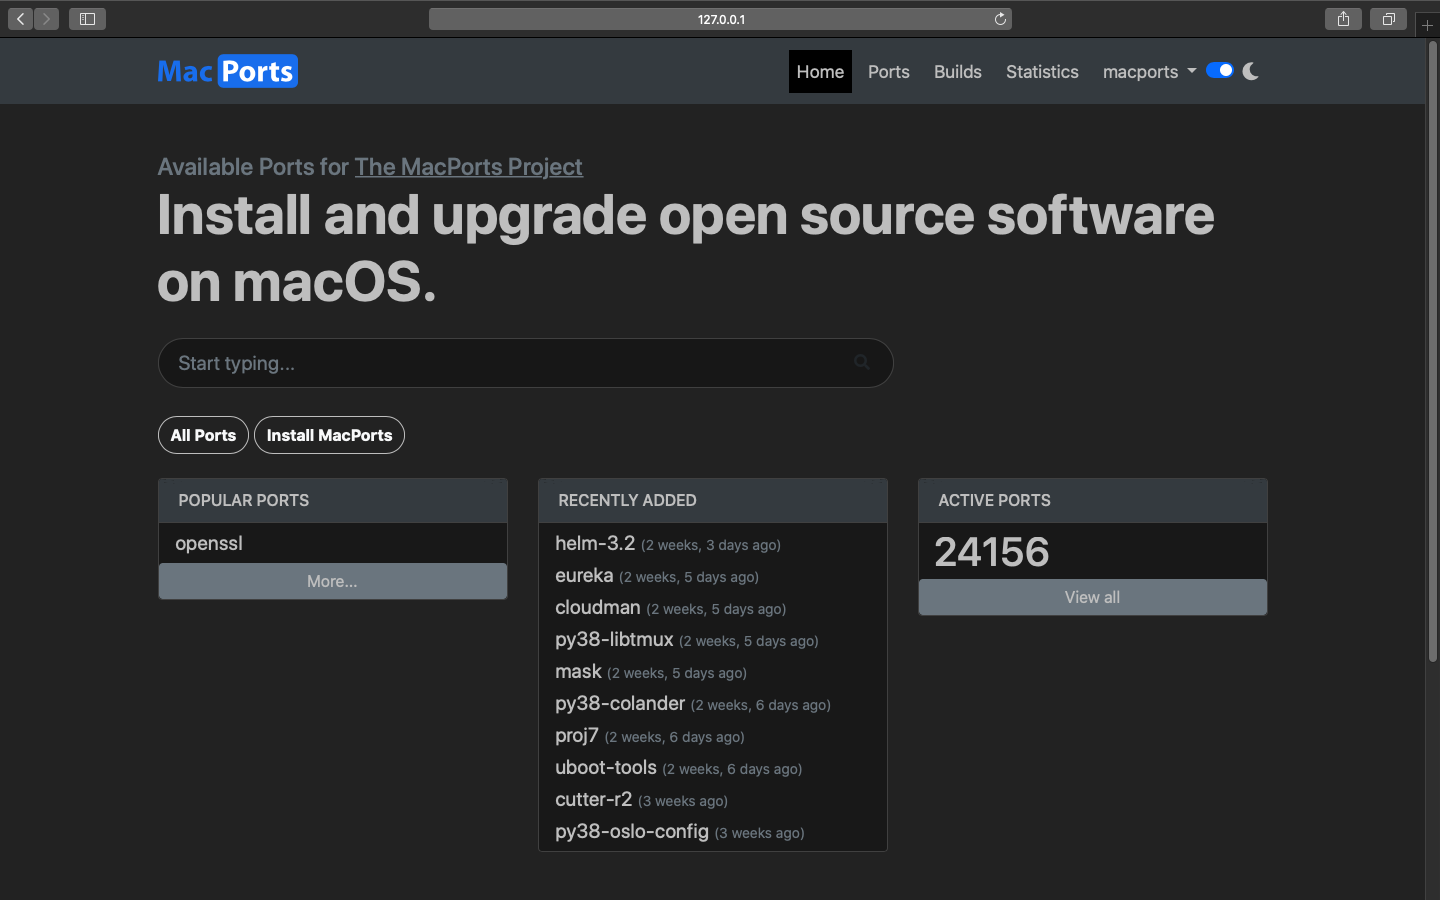 127.0.0.1
Mac Ports
Home Ports Builds Statistics macports
Available Ports for The MacPorts Project
Install and upgrade open source software
on macOS.
Start typing...
All Ports Install MacPorts
POPULAR PORTS
openssl
More...
RECENTLY ADDED
helm-3.2 (2 weeks, 3 days ago)
eureka (2 weeks, 5 days ago)
cloudman (2 weeks, 5 days ago)
py38-libtmux (2 weeks, 5 days ago)
mask (2 weeks, 5 days ago)
py38-colander (2 weeks, 6 days ago)
proj7 (2 weeks, 6 days ago)
uboot-tools (2 weeks, 6 days ago)
cutter-r2 (3 weeks ago)
py38-oslo-config (3 weeks ago)
ACTIVE PORTS
24156
View all